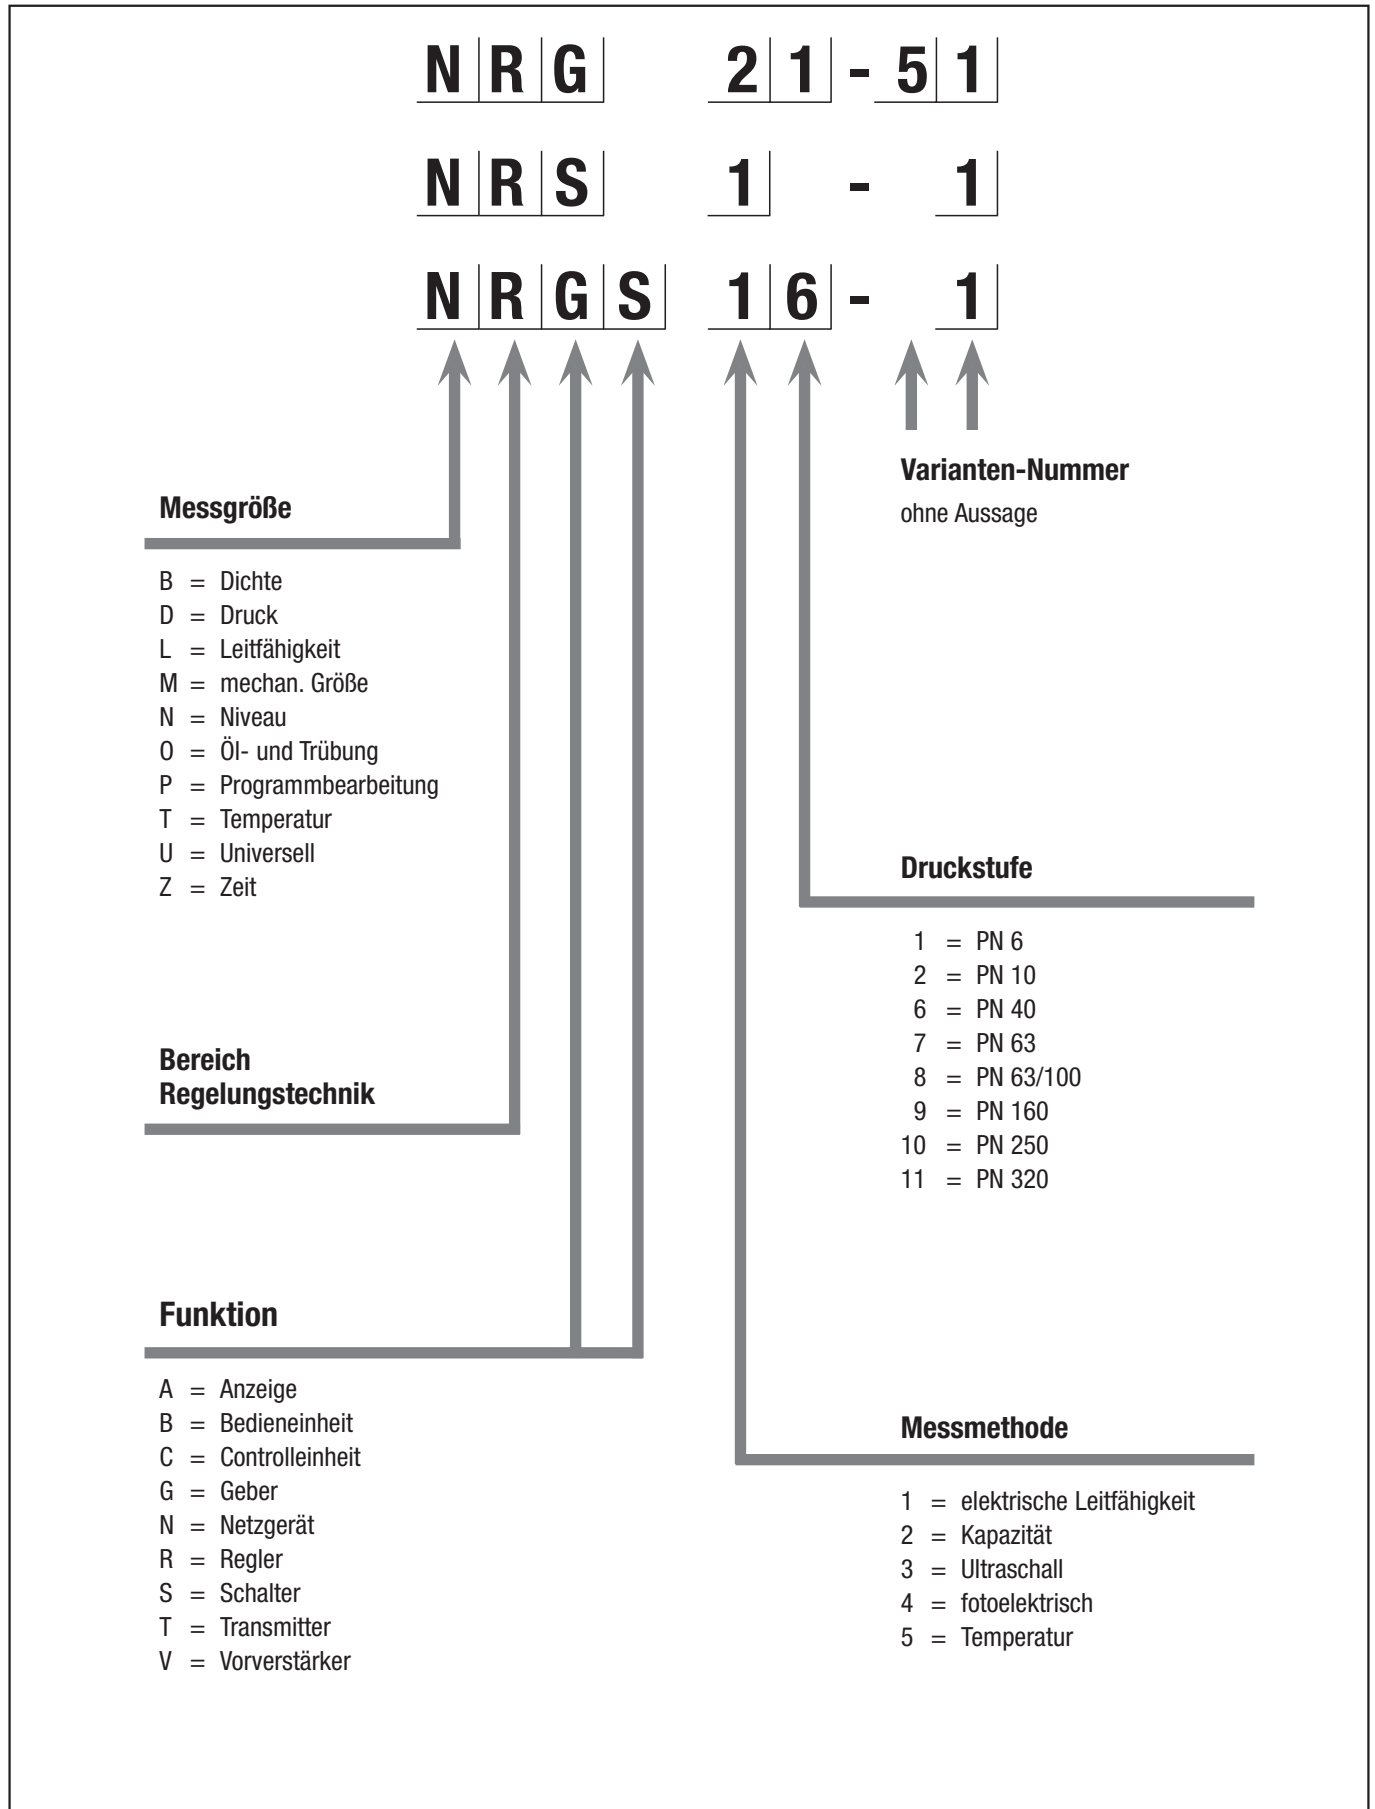 NRG 21-51
NRS 1 - 1
NRGS 16- 1
Varianten-Nummer
ohne Aussage
Messgröße
B = Dichte
D = Druck
L = Leitfähigkeit
M = mechan. Größe
N = Niveau
O = Öl- und Trübung
P = Programmbearbeitung
T = Temperatur
U = Universell
Z = Zeit
Druckstufe
1 = PN 6
2 = PN 10
6 = PN 40
7 = PN 63
8 = PN 63/100
9 = PN 160
10 = PN 250
11 = PN 320
Bereich
Regelungstechnik
Funktion
A = Anzeige
B = Bedieneinheit
C = Controlleinheit
G = Geber
N = Netzgerät
R = Regler
S = Schalter
T = Transmitter
V = Vorverstärker
Messmethode
1 = elektrische Leitfähigkeit
2 = Kapazität
3 = Ultraschall
4 = fotoelektrisch
5 = Temperatur